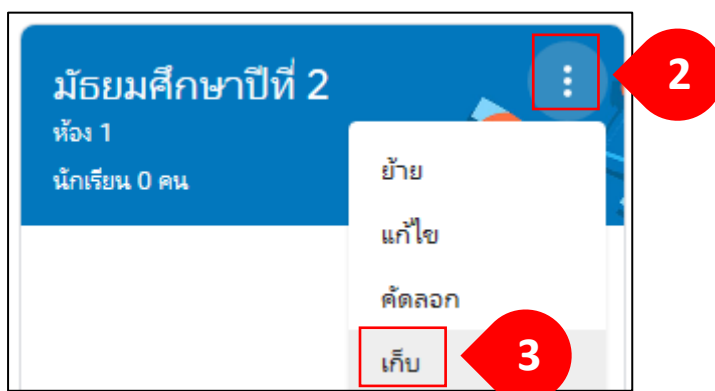 มัธยมศึกษาปีที่ 2
ห้อง 1
นักเรียน 0 คน
2
ย้าย
แก้ไข
คัดลอก
เก็บ
3